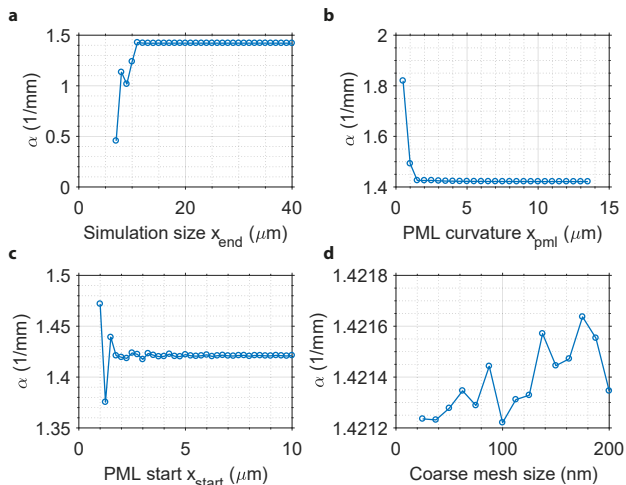 a
1.5
1
0.5
0
α (1/mm)
0
20
40
Simulation size x_end (μm)
b
2
1.8
1.6
1.4
α (1/mm)
0
5
10
15
PML curvature x_pml (μm)
c
1.5
1.45
1.4
1.35
α (1/mm)
0
5
10
PML start x_start (μm)
d
1.4218
1.4216
1.4214
1.4212
α (1/mm)
0
100
200
Coarse mesh size (nm)